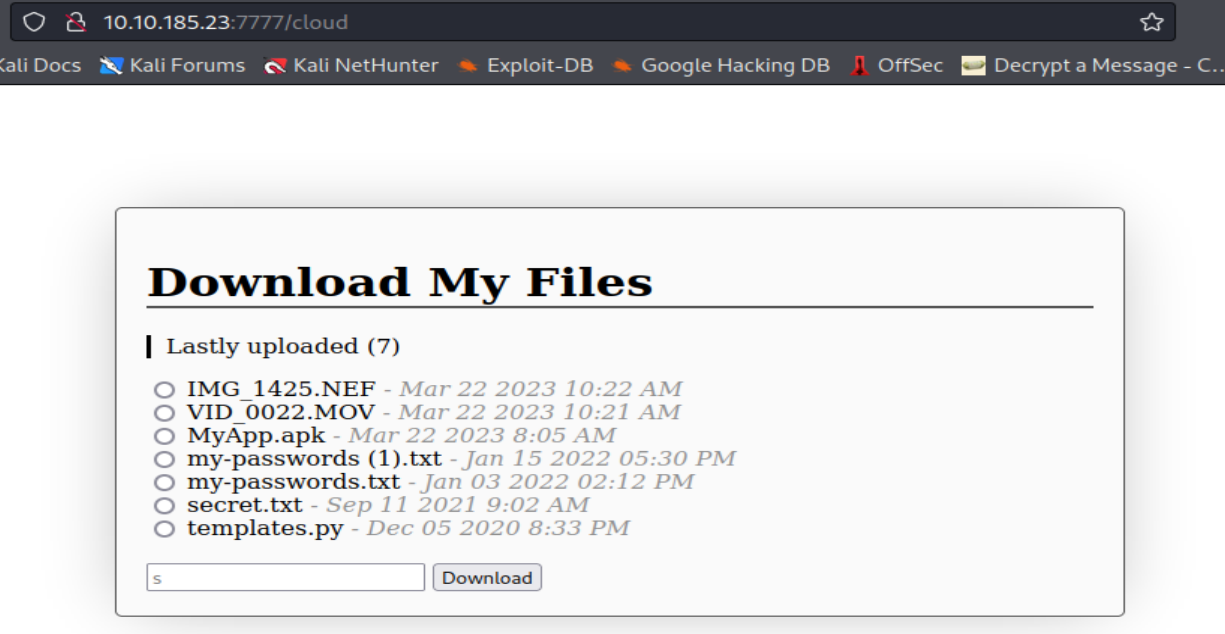 10.10.185.23:7777/cloud
Kali Docs Kali Forums Kali NetHunter Exploit-DB Google Hacking DB OffSec Decrypt a Message - C...
Download My Files
Lastly uploaded (7)
IMG_1425.NEF - Mar 22 2023 10:22 AM
VID_0022.MOV - Mar 22 2023 10:21 AM
MyApp.apk - Mar 22 2023 8:05 AM
my-passwords (1).txt - Jan 15 2022 05:30 PM
my-passwords.txt - Jan 03 2022 02:12 PM
secret.txt - Sep 11 2021 9:02 AM
templates.py - Dec 05 2020 8:33 PM
s Download